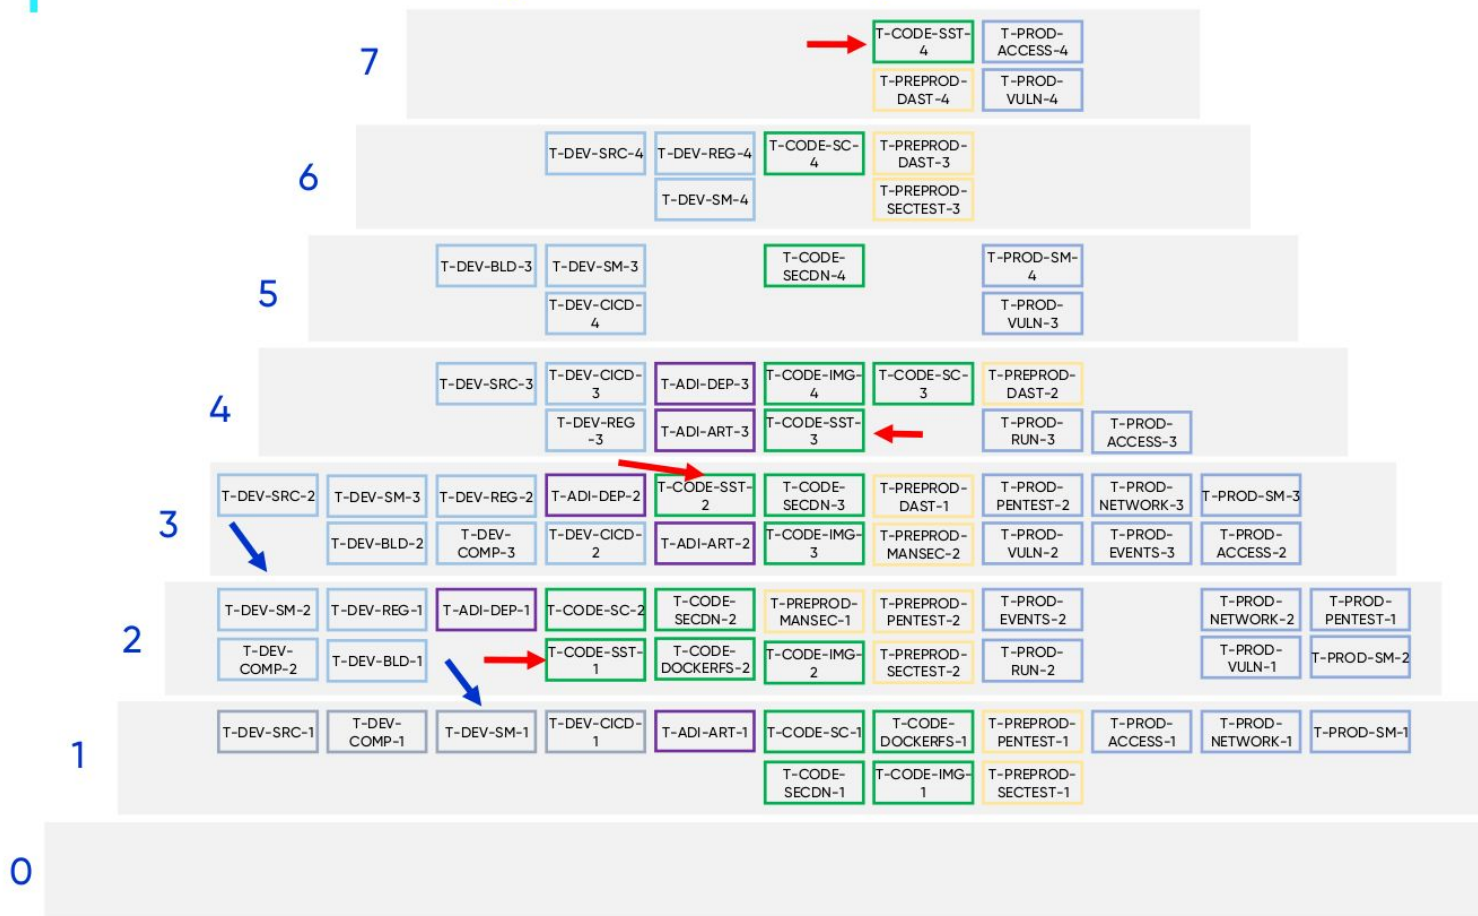 7
T-CODE-SST-
4
T-PROD-
ACCESS-4
T-PREPROD-
DAST-4
T-PROD-
VULN-4
6
T-DEV-SRC-4
T-DEV-REG-4
T-CODE-SC-
4
T-PREPROD-
DAST-3
T-DEV-SM-4
T-PREPROD-
SECTEST-3
5
T-DEV-BLD-3
T-DEV-SM-3
T-CODE-
SECDN-4
T-PROD-SM-
4
T-DEV-CICD-
4
T-PROD-
VULN-3
4
T-DEV-SRC-3
T-DEV-CICD-
3
T-ADI-DEP-3
T-CODE-IMG-
4
T-CODE-SC-
3
T-PREPROD-
DAST-2
T-DEV-REG
-3
T-ADI-ART-3
T-CODE-SST-
3
T-PROD-
RUN-3
T-PROD-
ACCESS-3
3
T-DEV-SRC-2
T-DEV-SM-3
T-DEV-REG-2
T-ADI-DEP-2
T-CODE-SST-
2
T-CODE-
SECDN-3
T-PREPROD-
DAST-1
T-PROD-
PENTEST-2
T-PROD-
NETWORK-3
T-PROD-SM-3
T-DEV-BLD-2
T-DEV-
COMP-3
T-DEV-CICD-
2
T-ADI-ART-2
T-CODE-IMG-
3
T-PREPROD-
MANSEC-2
T-PROD-
VULN-2
T-PROD-
EVENTS-3
T-PROD-
ACCESS-2
2
T-DEV-SM-2
T-DEV-REG-1
T-ADI-DEP-1
T-CODE-SC-2
T-CODE-
SECDN-2
T-PREPROD-
MANSEC-1
T-PREPROD-
PENTEST-2
T-PROD-
EVENTS-2
T-PROD-
NETWORK-2
T-PROD-
PENTEST-1
T-DEV-
COMP-2
T-DEV-BLD-1
T-CODE-SST-
1
T-CODE-
DOCKERFS-2
T-CODE-IMG-
2
T-PREPROD-
SECTEST-2
T-PROD-
RUN-2
T-PROD-
VULN-1
T-PROD-SM-2
1
T-DEV-SRC-1
T-DEV-
COMP-1
T-DEV-SM-1
T-DEV-CICD-
1
T-ADI-ART-1
T-CODE-SC-1
T-CODE-
DOCKERFS-1
T-PREPROD-
PENTEST-1
T-PROD-
ACCESS-1
T-PROD-
NETWORK-1
T-PROD-SM-1
T-CODE-
SECDN-1
T-CODE-IMG-
1
T-PREPROD-
SECTEST-1
0